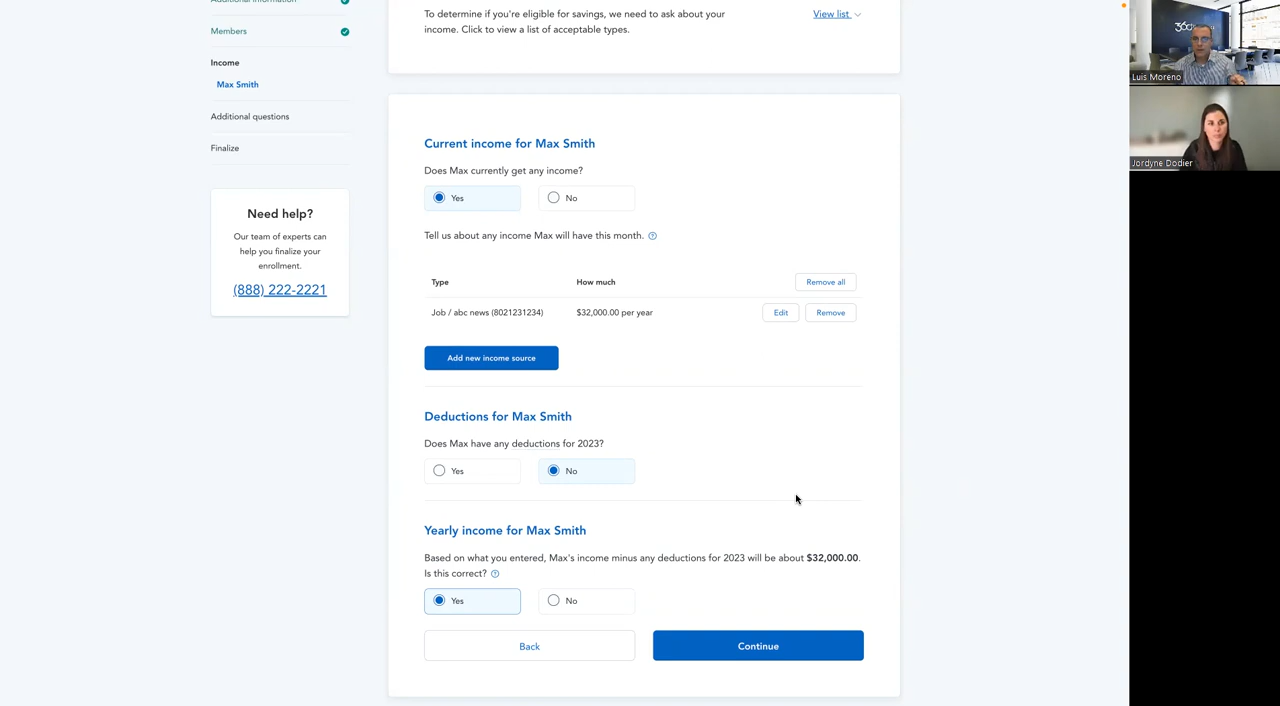 Additional information
Members
Income
Max Smith
Additional questions
Finalize
Need help?
Our team of experts can
help you finalize your
enrollment.
(888) 222-2221
To determine if you're eligible for savings, we need to ask about your
income. Click to view a list of acceptable types.
View list
Current income for Max Smith
Does Max currently get any income?
Yes
No
Tell us about any income Max will have this month.
Type
How much
Remove all
Job / abc news (8021231234)
$32,000.00 per year
Edit
Remove
Add new income source
Deductions for Max Smith
Does Max have any deductions for 2023?
Yes
No
Yearly income for Max Smith
Based on what you entered, Max's income minus any deductions for 2023 will be about $32,000.00.
Is this correct?
Yes
No
Back
Continue
Luis Moreno
Jordyne Dodier